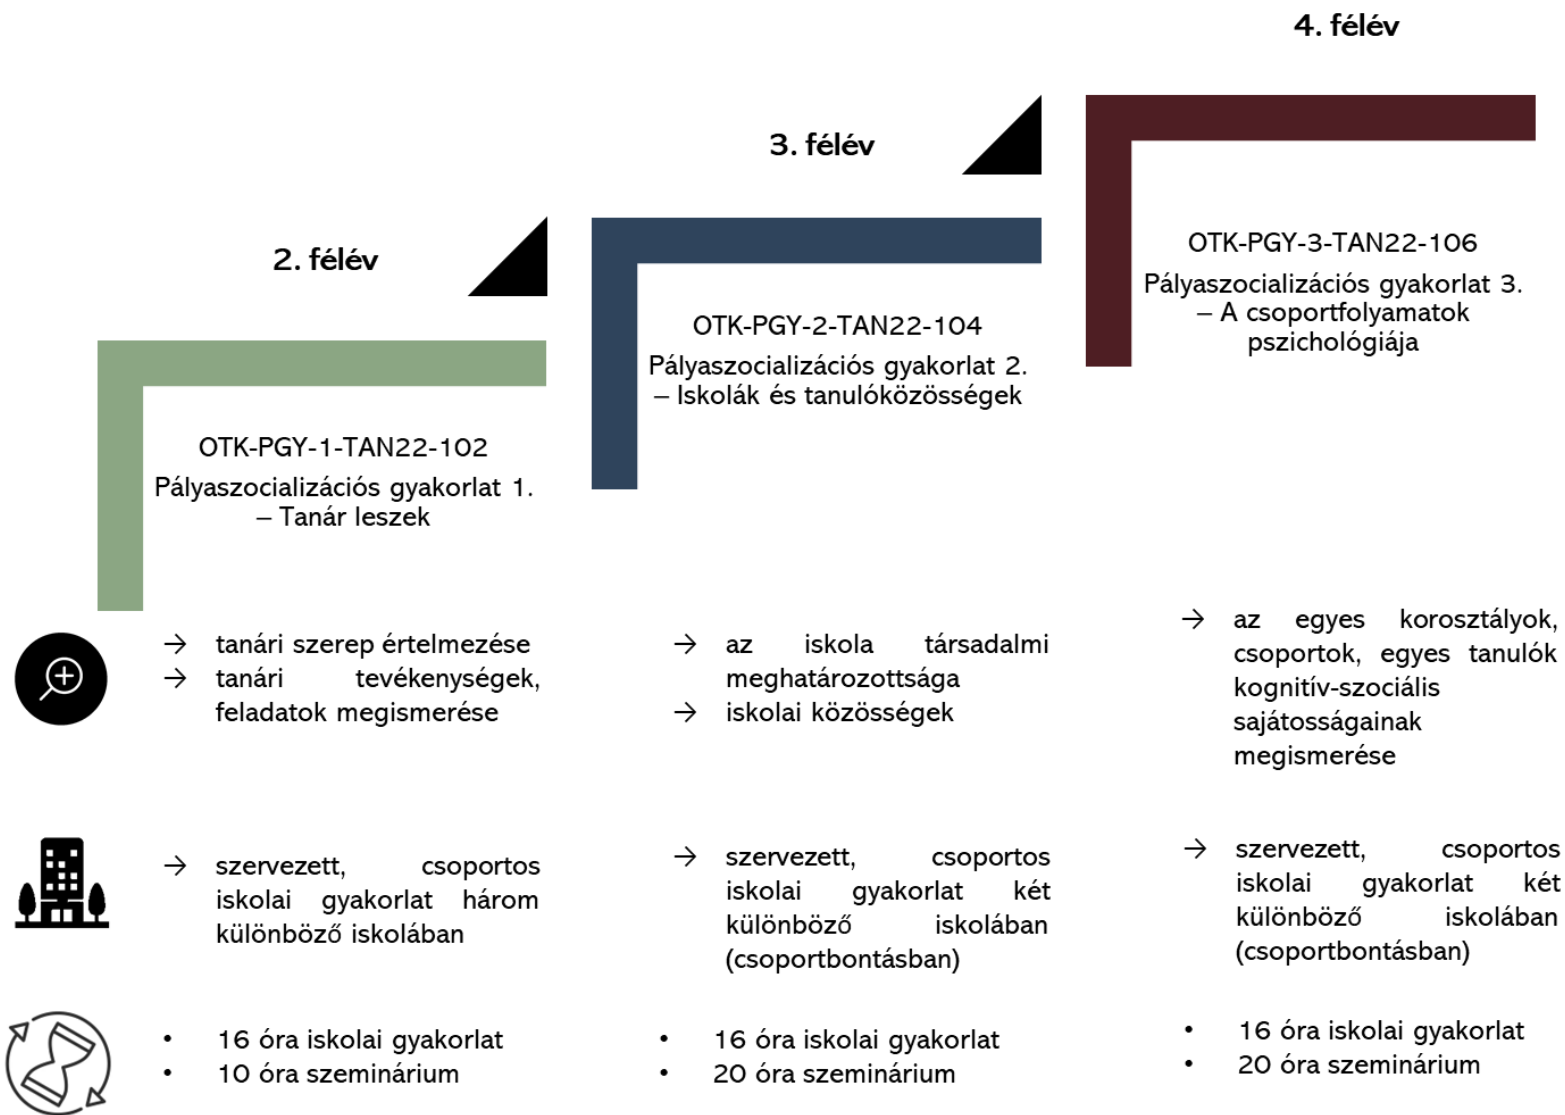 2. félév
OTK-PGY-1-TAN22-102
Pályaszocializációs gyakorlat 1.
– Tanár leszek
→ tanári szerep értelmezése
→ tanári tevékenységek,
feladatok megismerése
→ szervezett, csoportos
iskolai gyakorlat három
különböző iskolában
• 16 óra iskolai gyakorlat
• 10 óra szeminárium
3. félév
OTK-PGY-2-TAN22-104
Pályaszocializációs gyakorlat 2.
– Iskolák és tanulóközösségek
→ az iskola társadalmi
meghatározottsága
→ iskolai közösségek
→ szervezett, csoportos
iskolai gyakorlat két
különböző iskolában
(csoportbontásban)
• 16 óra iskolai gyakorlat
• 20 óra szeminárium
4. félév
OTK-PGY-3-TAN22-106
Pályaszocializációs gyakorlat 3.
– A csoportfolyamatok
pszichológiája
→ az egyes korosztályok,
csoportok, egyes tanulók
kognitív-szociális
sajátosságainak
megismerése
→ szervezett, csoportos
iskolai gyakorlat két
különböző iskolában
(csoportbontásban)
• 16 óra iskolai gyakorlat
• 20 óra szeminárium